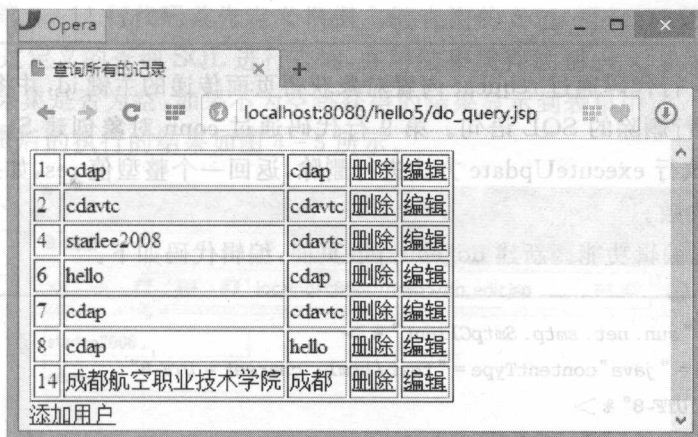 Opera
查询所有的记录 × +
localhost:8080/hello5/do_query.jsp
1 cdap cdap 删除 编辑
2 cdavtc cdavtc 删除 编辑
4 starlee2008 cdavtc 删除 编辑
6 hello cdap 删除 编辑
7 cdap cdavtc 删除 编辑
8 cdap hello 删除 编辑
14 成都航空职业技术学院 成都 删除 编辑
添加用户